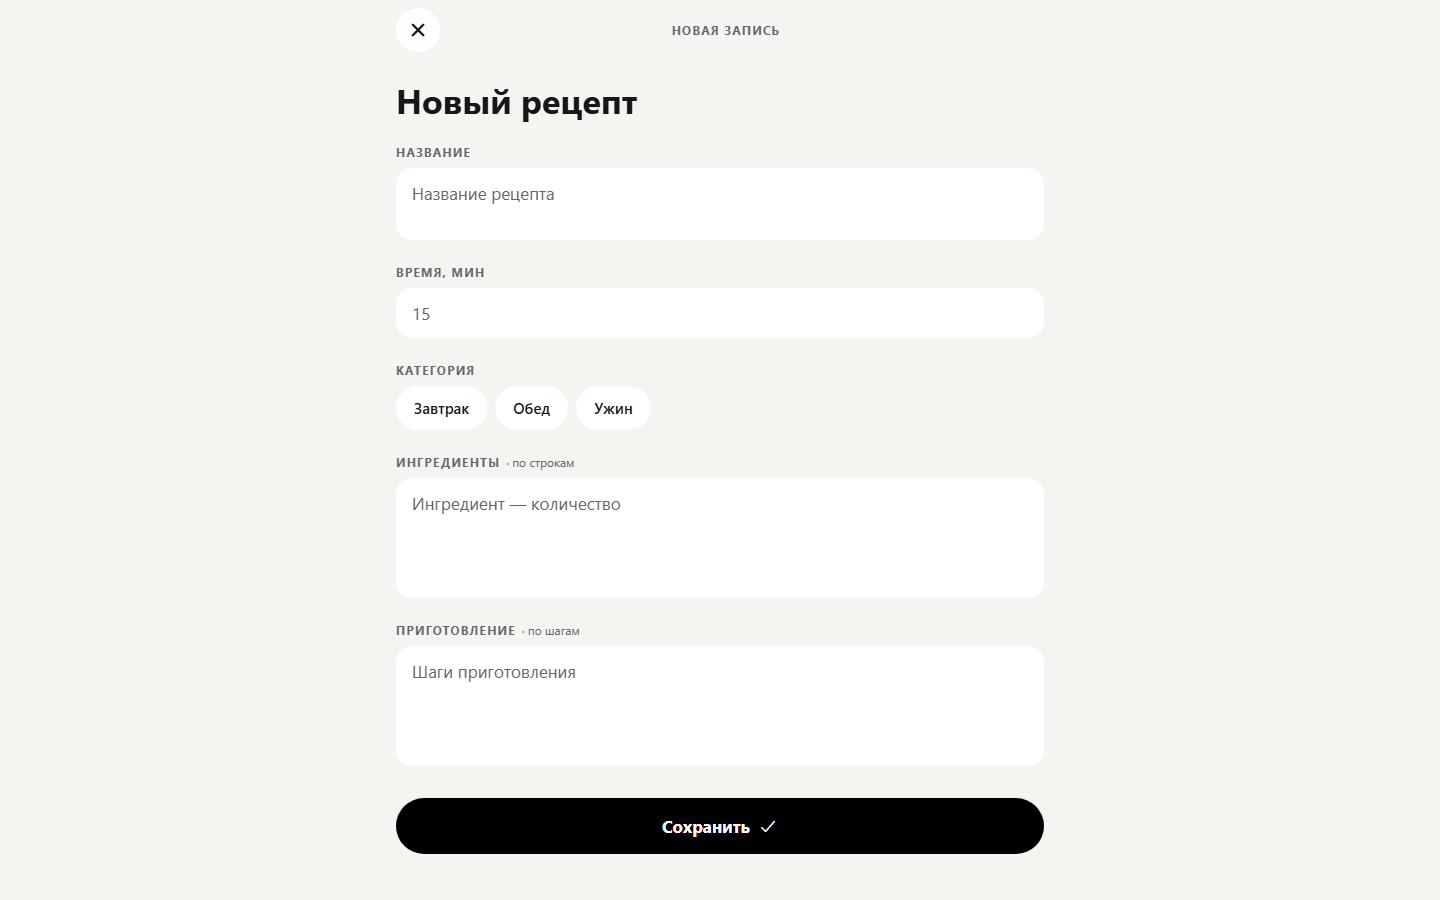 НОВАЯ ЗАПИСЬ
Новый рецепт
НАЗВАНИЕ
Название рецепта
ВРЕМЯ, МИН
15
КАТЕГОРИЯ
Завтрак Обед Ужин
ИНГРЕДИЕНТЫ · по строкам
Ингредиент — количество
ПРИГОТОВЛЕНИЕ · по шагам
Шаги приготовления
Сохранить